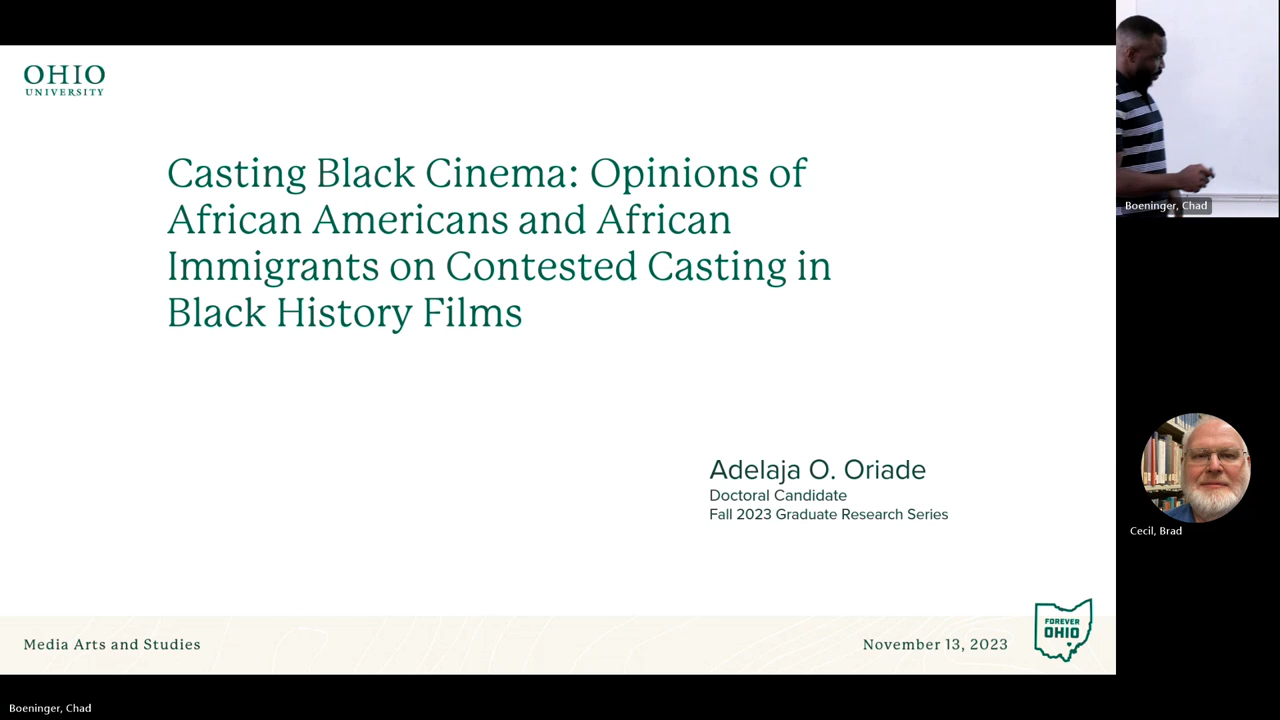 OHIO
UNIVERSITY
Casting Black Cinema: Opinions of
African Americans and African
Immigrants on Contested Casting in
Black History Films
Adelaja O. Oriade
Doctoral Candidate
Fall 2023 Graduate Research Series
Media Arts and Studies
November 13, 2023
FOREVER
OHIO
Boeninger, Chad
Cecil, Brad
Boeninger, Chad